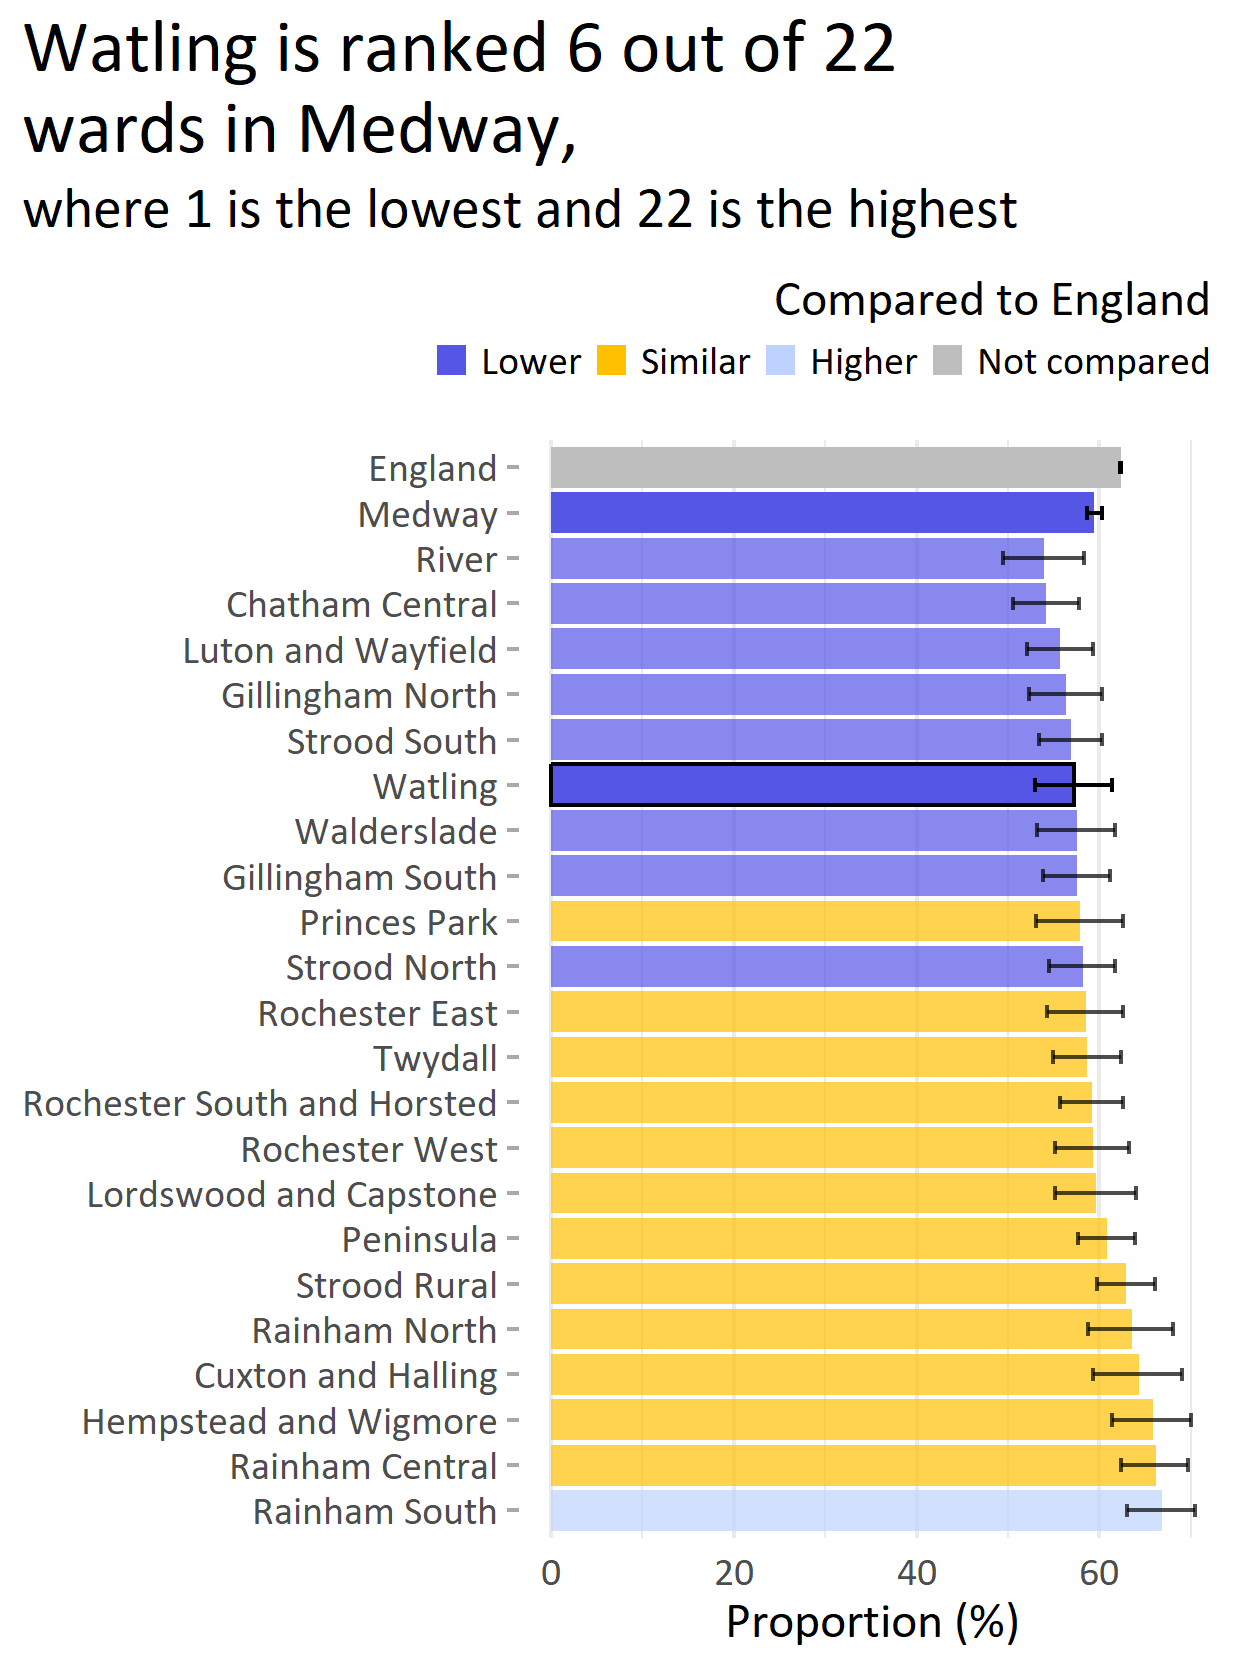 Watling is ranked 6 out of 22
wards in Medway,
where 1 is the lowest and 22 is the highest
Compared to England
Lower Similar Higher Not compared
England
Medway
River
Chatham Central
Luton and Wayfield
Gillingham North
Strood South
Watling
Walderslade
Gillingham South
Princes Park
Strood North
Rochester East
Twydall
Rochester South and Horsted
Rochester West
Lordswood and Capstone
Peninsula
Strood Rural
Rainham North
Cuxton and Halling
Hempstead and Wigmore
Rainham Central
Rainham South
0 20 40 60
Proportion (%)